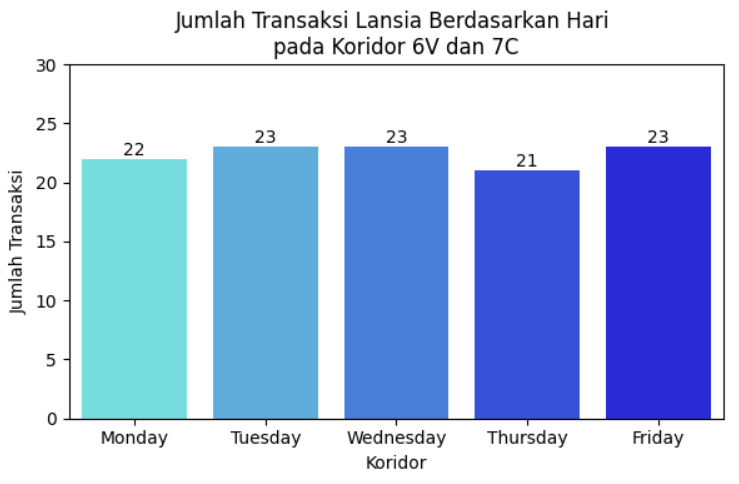 Jumlah Transaksi Lansia Berdasarkan Hari
pada Koridor 6V dan 7C
Jumlah Transaksi
30
25
20
15
10
5
0
22
23
23
21
23
Monday
Tuesday
Wednesday
Thursday
Friday
Koridor